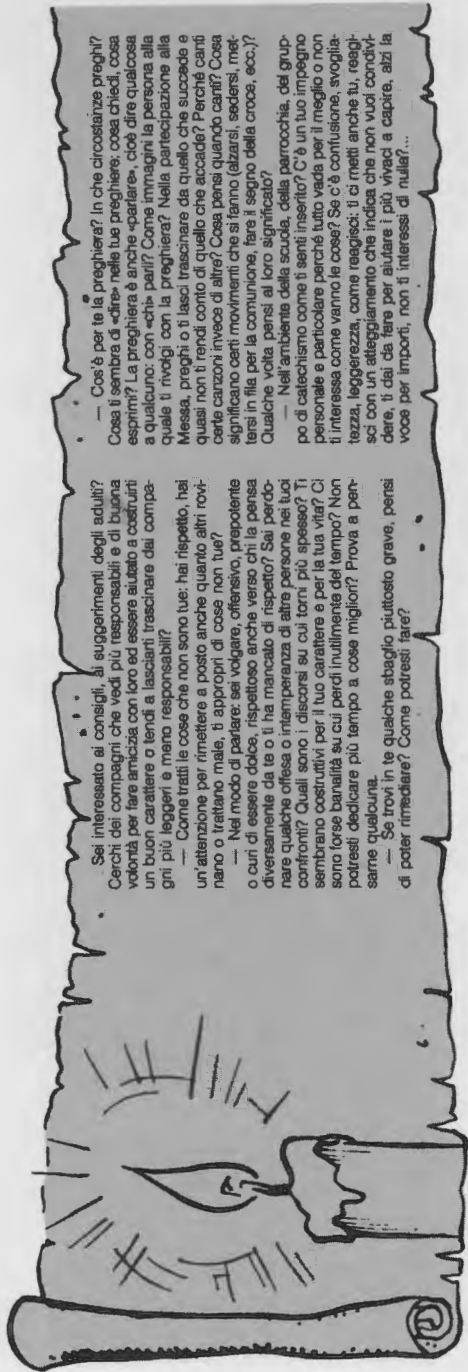 Sei interessato ai consigli, ai suggerimenti degli adulti?
Cerchi dei compagni che vedi più responsabili e di buona
volontà per fare amicizia con loro ed essere aiutato a costruirti
un buon carattere o tendi a lasciarti trascinare dai compa-
gni più leggeri e meno responsabili?
— Come tratti le cose che non sono tue: hai rispetto, hai
un'attenzione per rimettere a posto anche quanto altri rovi-
nano o trattano male, ti appropri di cose non tue?
— Nel modo di parlare: sei volgare, offensivo, prepotente
o curi di essere dolce, rispettoso anche verso chi la pensa
diversamente da te o ti ha mancato di rispetto? Sai perdo-
nare qualche offesa o intemperanza di altre persone nei tuoi
confronti? Quali sono i discorsi su cui torni più spesso? Ti
sembrano costruttivi per il tuo carattere e per la tua vita? Ci
sono forse banalità su cui perdi inutilmente del tempo? Non
potresti dedicare più tempo a cose migliori? Prova a pen-
sarne qualcuna.
— Se trovi in te qualche sbaglio piuttosto grave, pensi
di poter rimediare? Come potresti fare?
— Cos'è per te la preghiera? In che circostanze preghi?
Cosa ti sembra di «dire» nelle tue preghiere: cosa chiedi, cosa
esprimi? La preghiera è anche «parlare», cioè dire qualcosa
a qualcuno: con «chi» parli? Come immagini la persona alla
quale ti rivolgi con la preghiera? Nella partecipazione alla
Messa, preghi o ti lasci trascinare da quello che succede e
quasi non ti rendi conto di quello che accade? Perché canti
certe canzoni invece di altre? Cosa pensi quando canti? Cosa
significano certi movimenti che si fanno (alzarsi, sedersi, met-
tersi in fila per la comunione, fare il segno della croce, ecc.)?
Qualche volta pensi al loro significato?
— Nell'ambiente della scuola, della parrocchia, del grup-
po di catechismo come ti senti inserito? C'è un tuo impegno
personale e particolare perché tutto vada per il meglio o non
ti interessa come vanno le cose? Se c'è confusione, svoglia-
tezza, leggerezza, come reagisci: ti ci metti anche tu, reagi-
sci con un atteggiamento che indica che non vuoi condivi-
dere, ti dai da fare per aiutare i più vivaci a capire, alzi la
voce per importi, non ti interessi di nulla?...